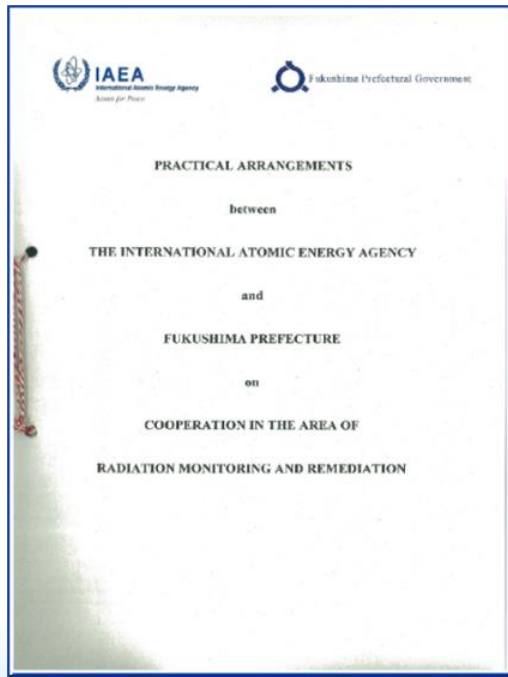 IAEA
International Atomic Energy Agency
Atoms for Peace
Fukushima Prefectural Government
PRACTICAL ARRANGEMENTS
between
THE INTERNATIONAL ATOMIC ENERGY AGENCY
and
FUKUSHIMA PREFECTURE
on
COOPERATION IN THE AREA OF
RADIATION MONITORING AND REMEDIATION